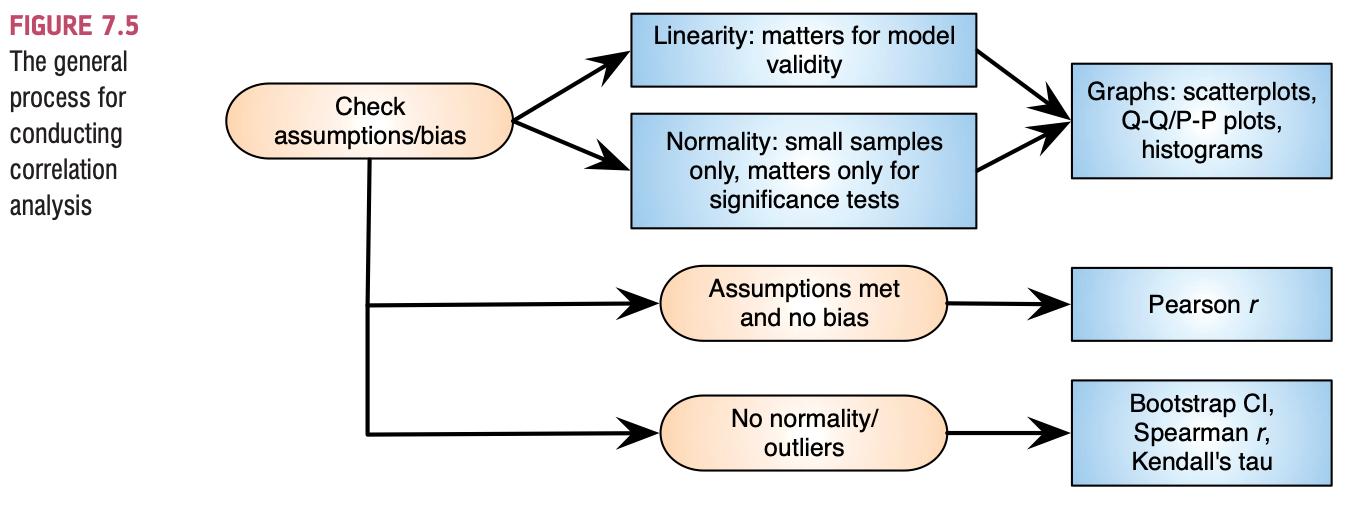 FIGURE 7.5
The general
process for
conducting
correlation
analysis
Check
assumptions/bias
Linearity: matters for model
validity
Normality: small samples
only, matters only for
significance tests
Graphs: scatterplots,
Q-Q/P-P plots,
histograms
Assumptions met
and no bias
Pearson r
No normality/
outliers
Bootstrap CI,
Spearman r,
Kendall's tau